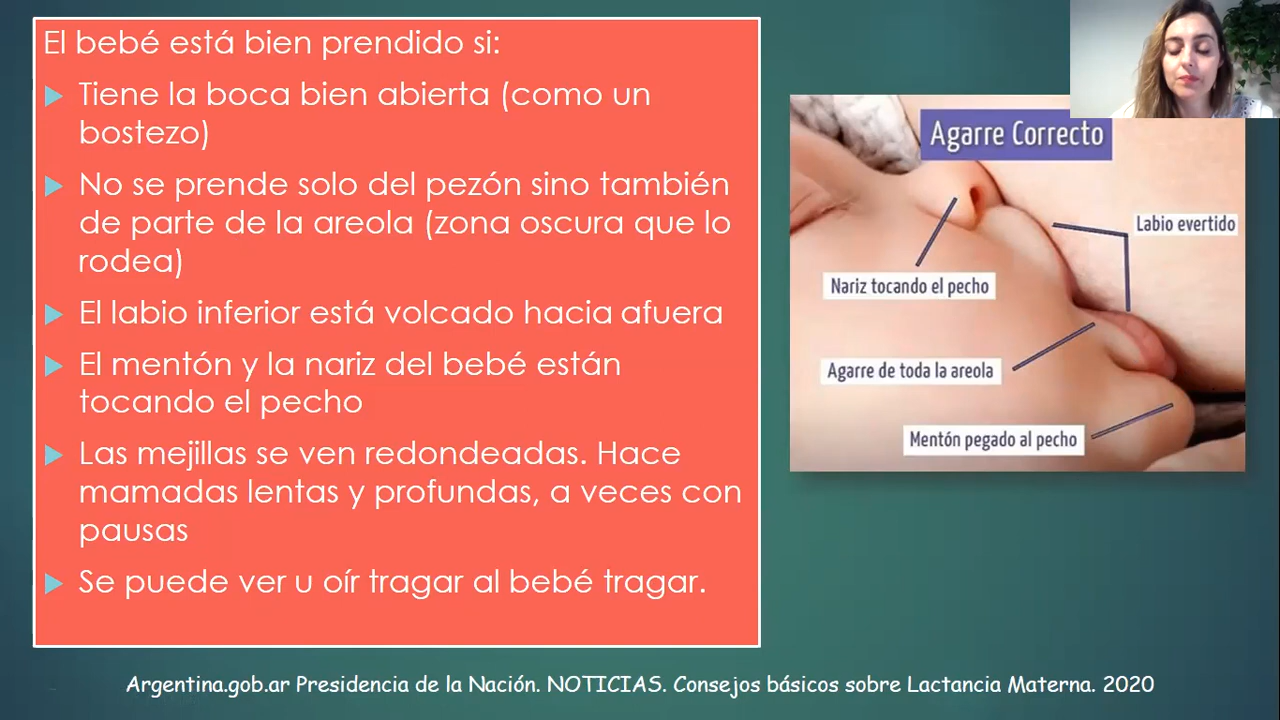 El bebé está bien prendido si:
Tiene la boca bien abierta (como un
bostezo)
No se prende solo del pezón sino también
de parte de la areola (zona oscura que lo
rodea)
El labio inferior está volcado hacia afuera
El mentón y la nariz del bebé están
tocando el pecho
Las mejillas se ven redondeadas. Hace
mamadas lentas y profundas, a veces con
pausas
Se puede ver u oír tragar al bebé tragar.
Agarre Correcto
Labio evertido
Nariz tocando el pecho
Agarre de toda la areola
Mentón pegado al pecho
Argentina.gob.ar Presidencia de la Nación. NOTICIAS. Consejos básicos sobre Lactancia Materna. 2020